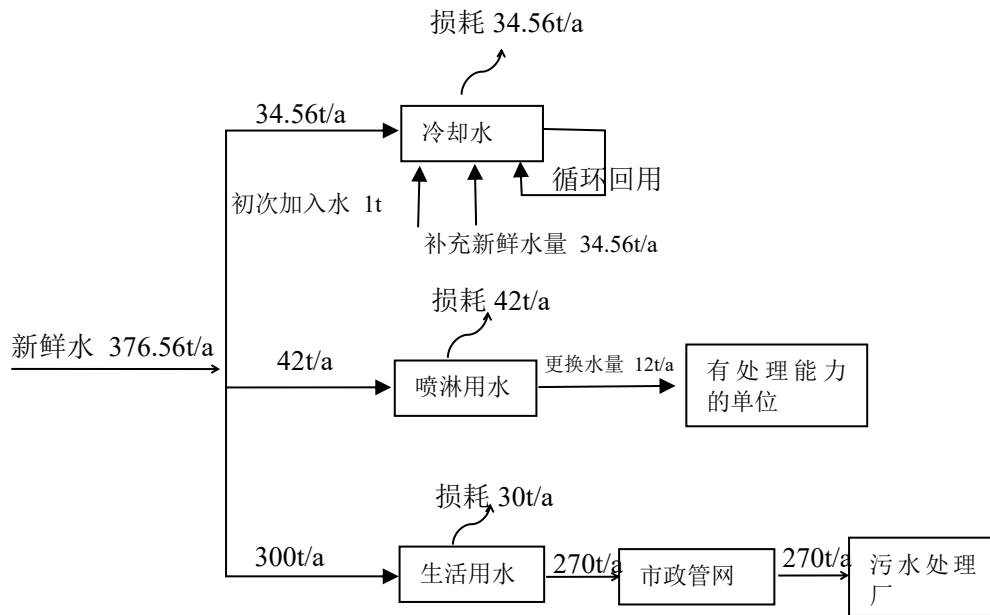 损耗 34.56t/a
34.56t/a
冷却水
循环回用
初次加入水 1t
补充新鲜水量 34.56t/a
损耗 42t/a
新鲜水 376.56t/a
42t/a
喷淋用水
更换水量 12t/a
有处理能力
的单位
损耗 30t/a
300t/a
生活用水
270t/a
市政管网
270t/a
污水处理
厂